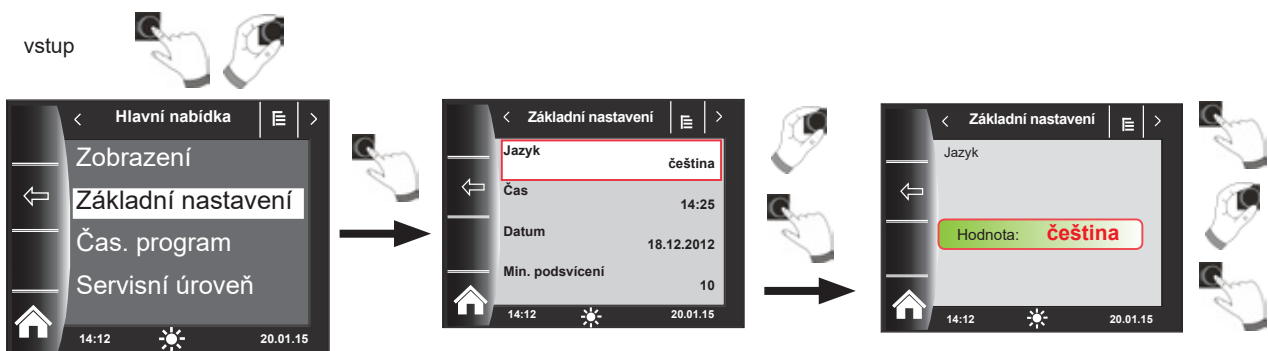 vstup
Hlavní nabídka
Zobrazení
Základní nastavení
Čas. program
Servisní úroveň
14:12
20.01.15
Základní nastavení
Jazyk
čeština
Čas
14:25
Datum
18.12.2012
Min. podsvícení
10
14:12
20.01.15
Základní nastavení
Jazyk
Hodnota: čeština
14:12
20.01.15